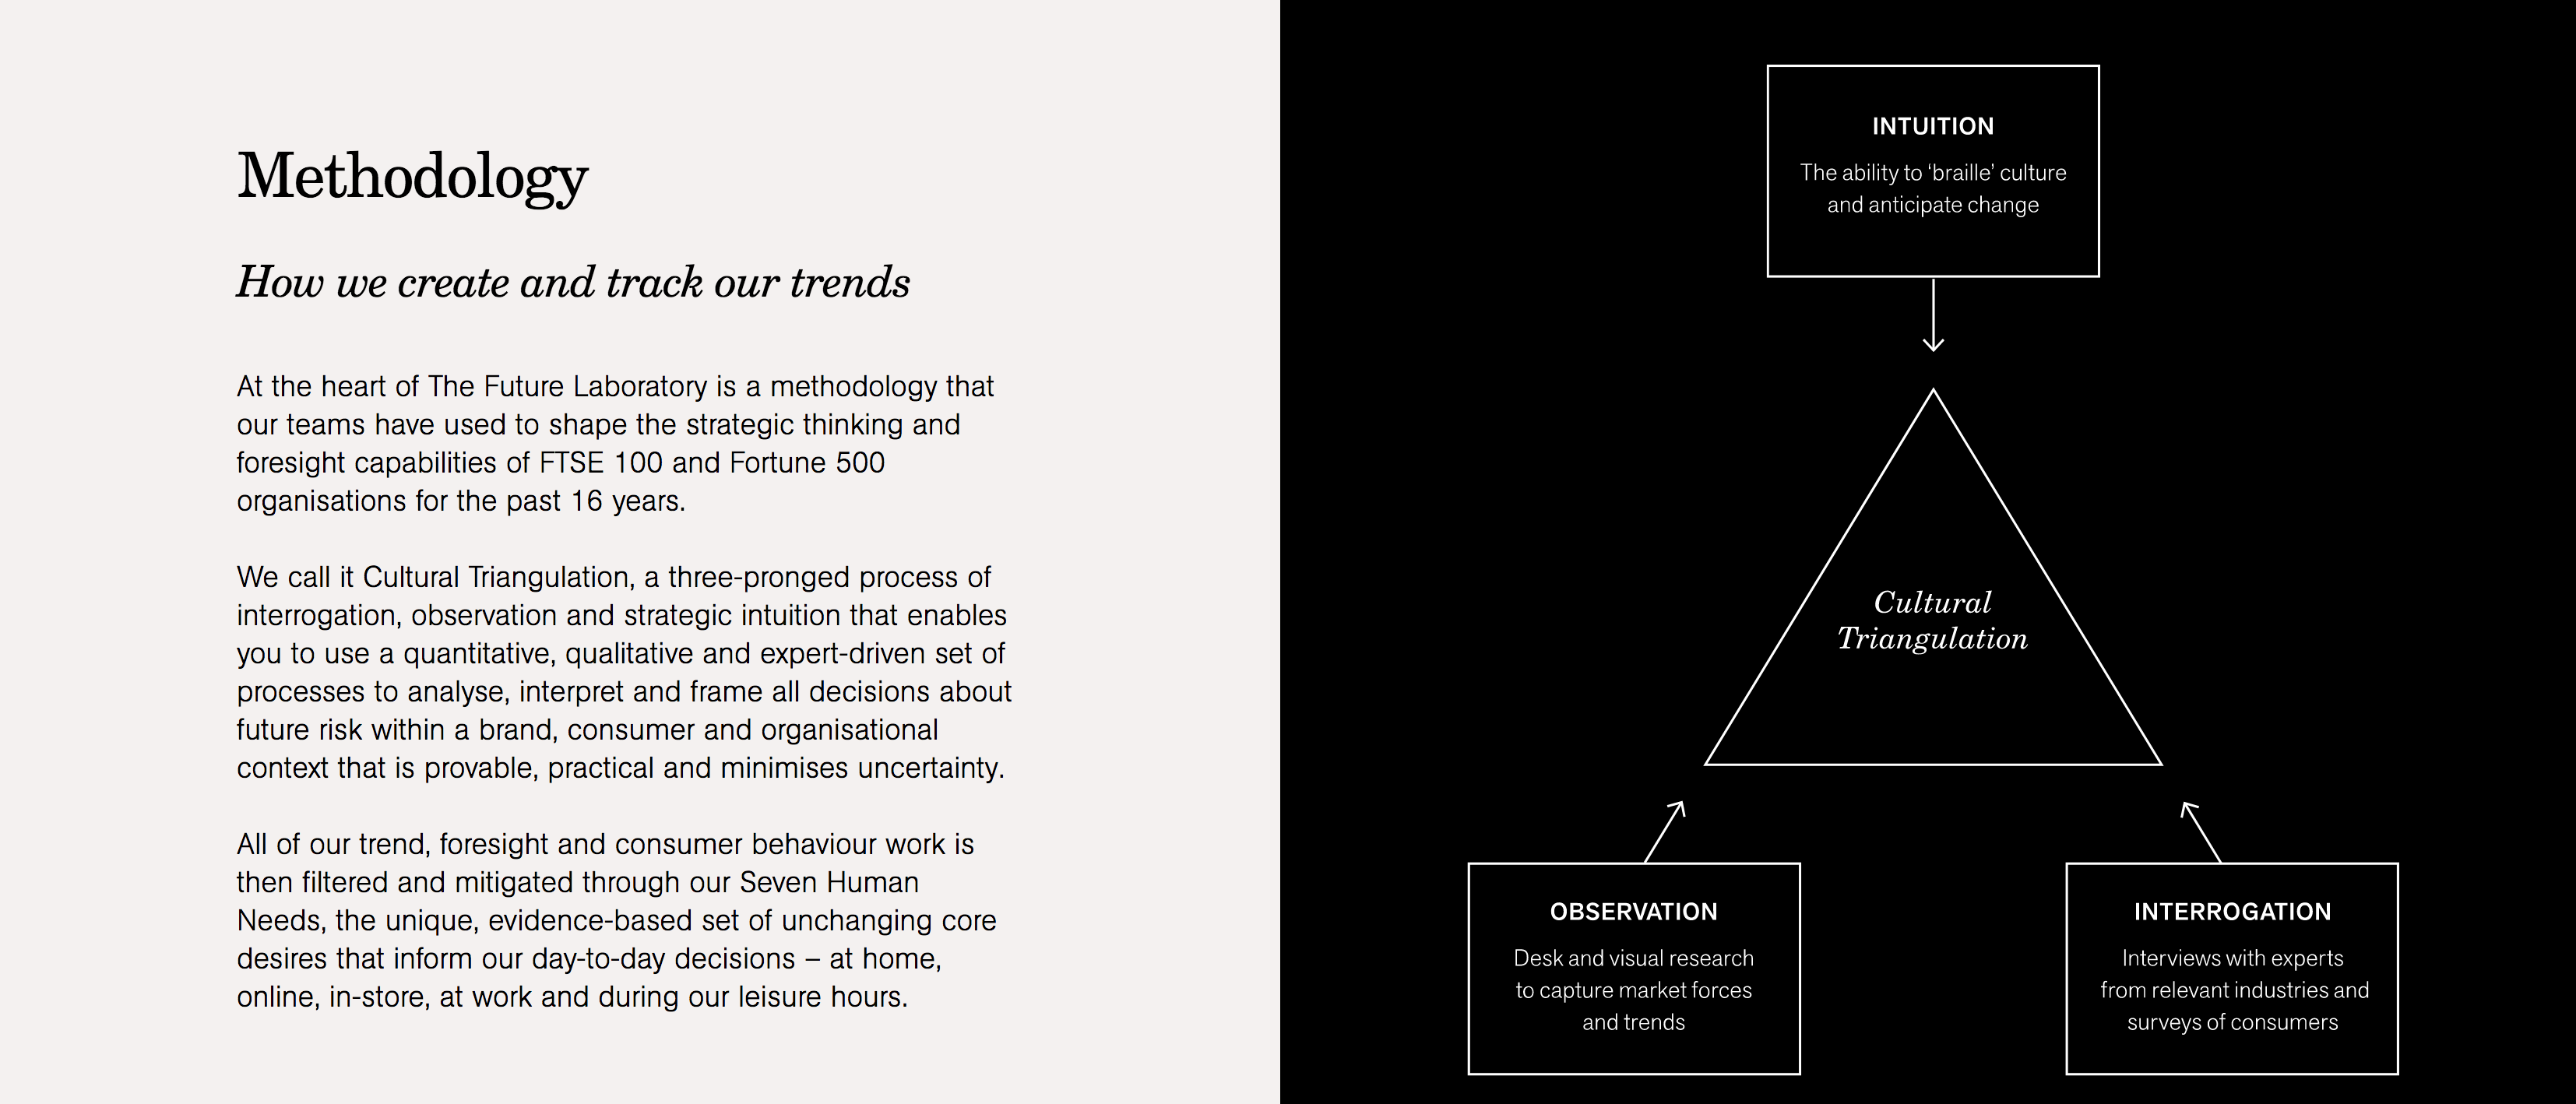 Methodology
How we create and track our trends
At the heart of The Future Laboratory is a methodology that
our teams have used to shape the strategic thinking and
foresight capabilities of FTSE 100 and Fortune 500
organisations for the past 16 years.
We call it Cultural Triangulation, a three-pronged process of
interrogation, observation and strategic intuition that enables
you to use a quantitative, qualitative and expert-driven set of
processes to analyse, interpret and frame all decisions about
future risk within a brand, consumer and organisational
context that is provable, practical and minimises uncertainty.
All of our trend, foresight and consumer behaviour work is
then filtered and mitigated through our Seven Human
Needs, the unique, evidence-based set of unchanging core
desires that inform our day-to-day decisions – at home,
online, in-store, at work and during our leisure hours.
INTUITION
The ability to ‘braille’ culture
and anticipate change
Cultural
Triangulation
OBSERVATION
Desk and visual research
to capture market forces
and trends
INTERROGATION
Interviews with experts
from relevant industries and
surveys of consumers